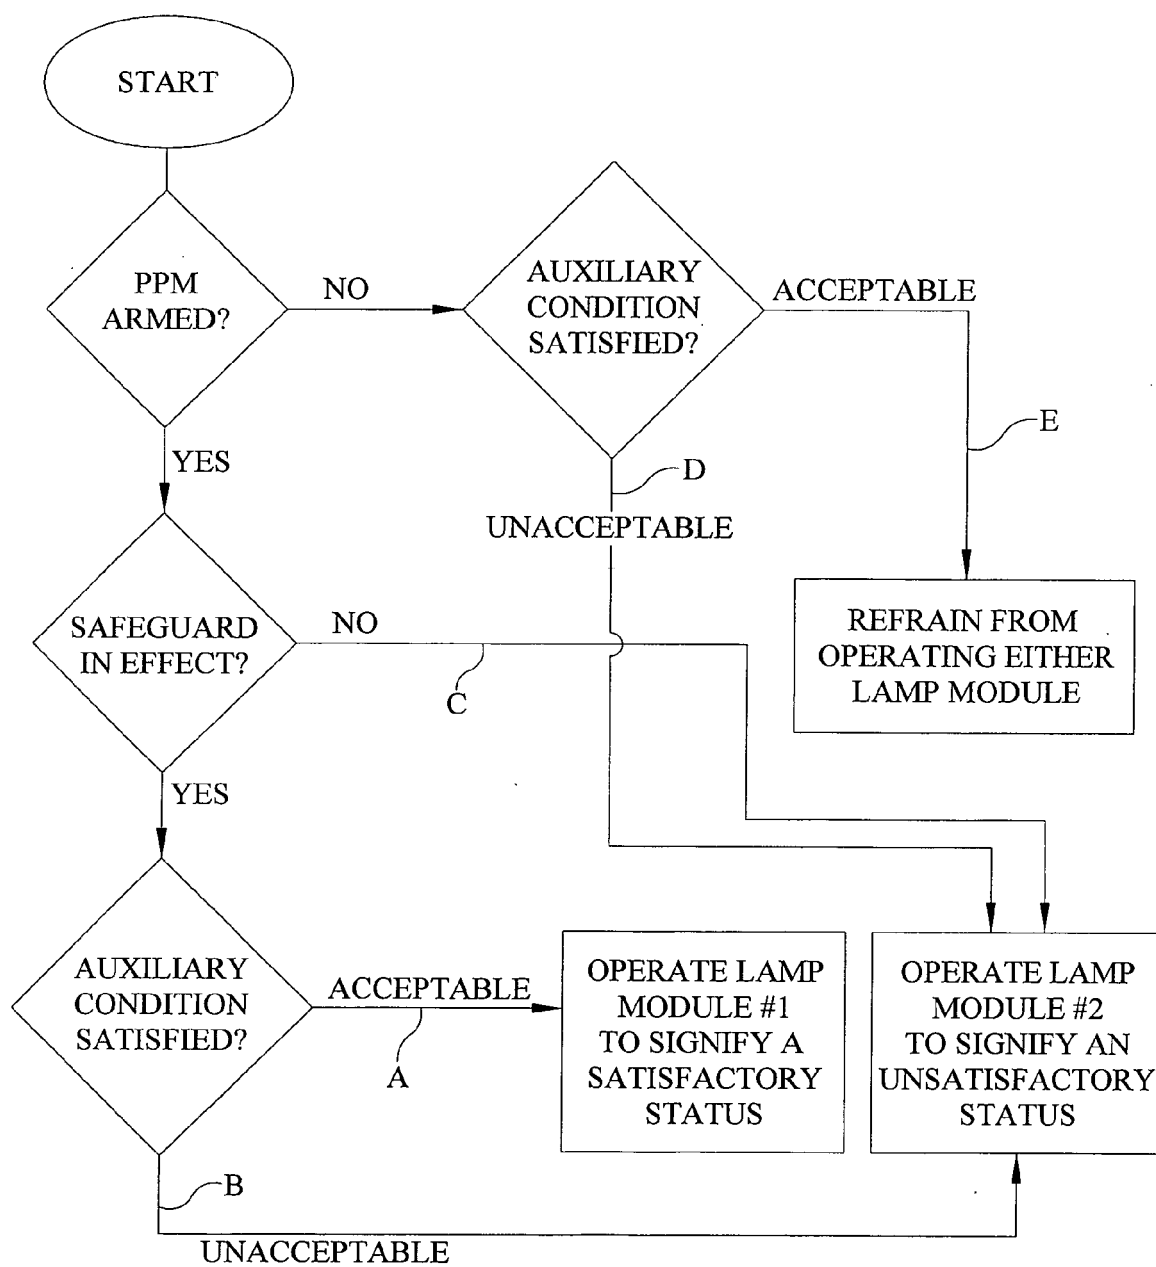 START
PPM
ARMED?
NO
AUXILIARY
CONDITION
SATISFIED?
ACCEPTABLE
E
YES
D
UNACCEPTABLE
REFRAIN FROM
OPERATING EITHER
LAMP MODULE
SAFEGUARD
IN EFFECT?
NO
C
YES
AUXILIARY
CONDITION
SATISFIED?
ACCEPTABLE
A
OPERATE LAMP
MODULE #1
TO SIGNIFY A
SATISFACTORY
STATUS
OPERATE LAMP
MODULE #2
TO SIGNIFY AN
UNSATISFACTORY
STATUS
B
UNACCEPTABLE